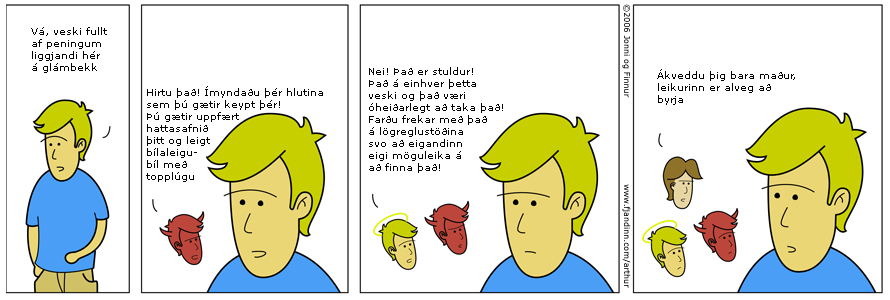 Vá, veski fullt
af peningum
liggjandi hér
á glámbekk
Hirtu það! Ímyndaðu þér hlutina
sem þú gætir keypt þér!
Þú gætir uppfært
hattasafnið
þitt og leigt
bílaleigu-
bíl með
topplúgu
Nei! Það er stuldur!
Það á einhver þetta
veski og það væri
óheiðarlegt að taka það!
Farðu frekar með það
á lögreglustöðina
svo að eigandinn
eigi möguleika á
að finna það!
©2006 Jonni og Finnur
www.fjandinn.com/arthur
Ákveddu þig bara maður,
leikurinn er alveg að
byrja